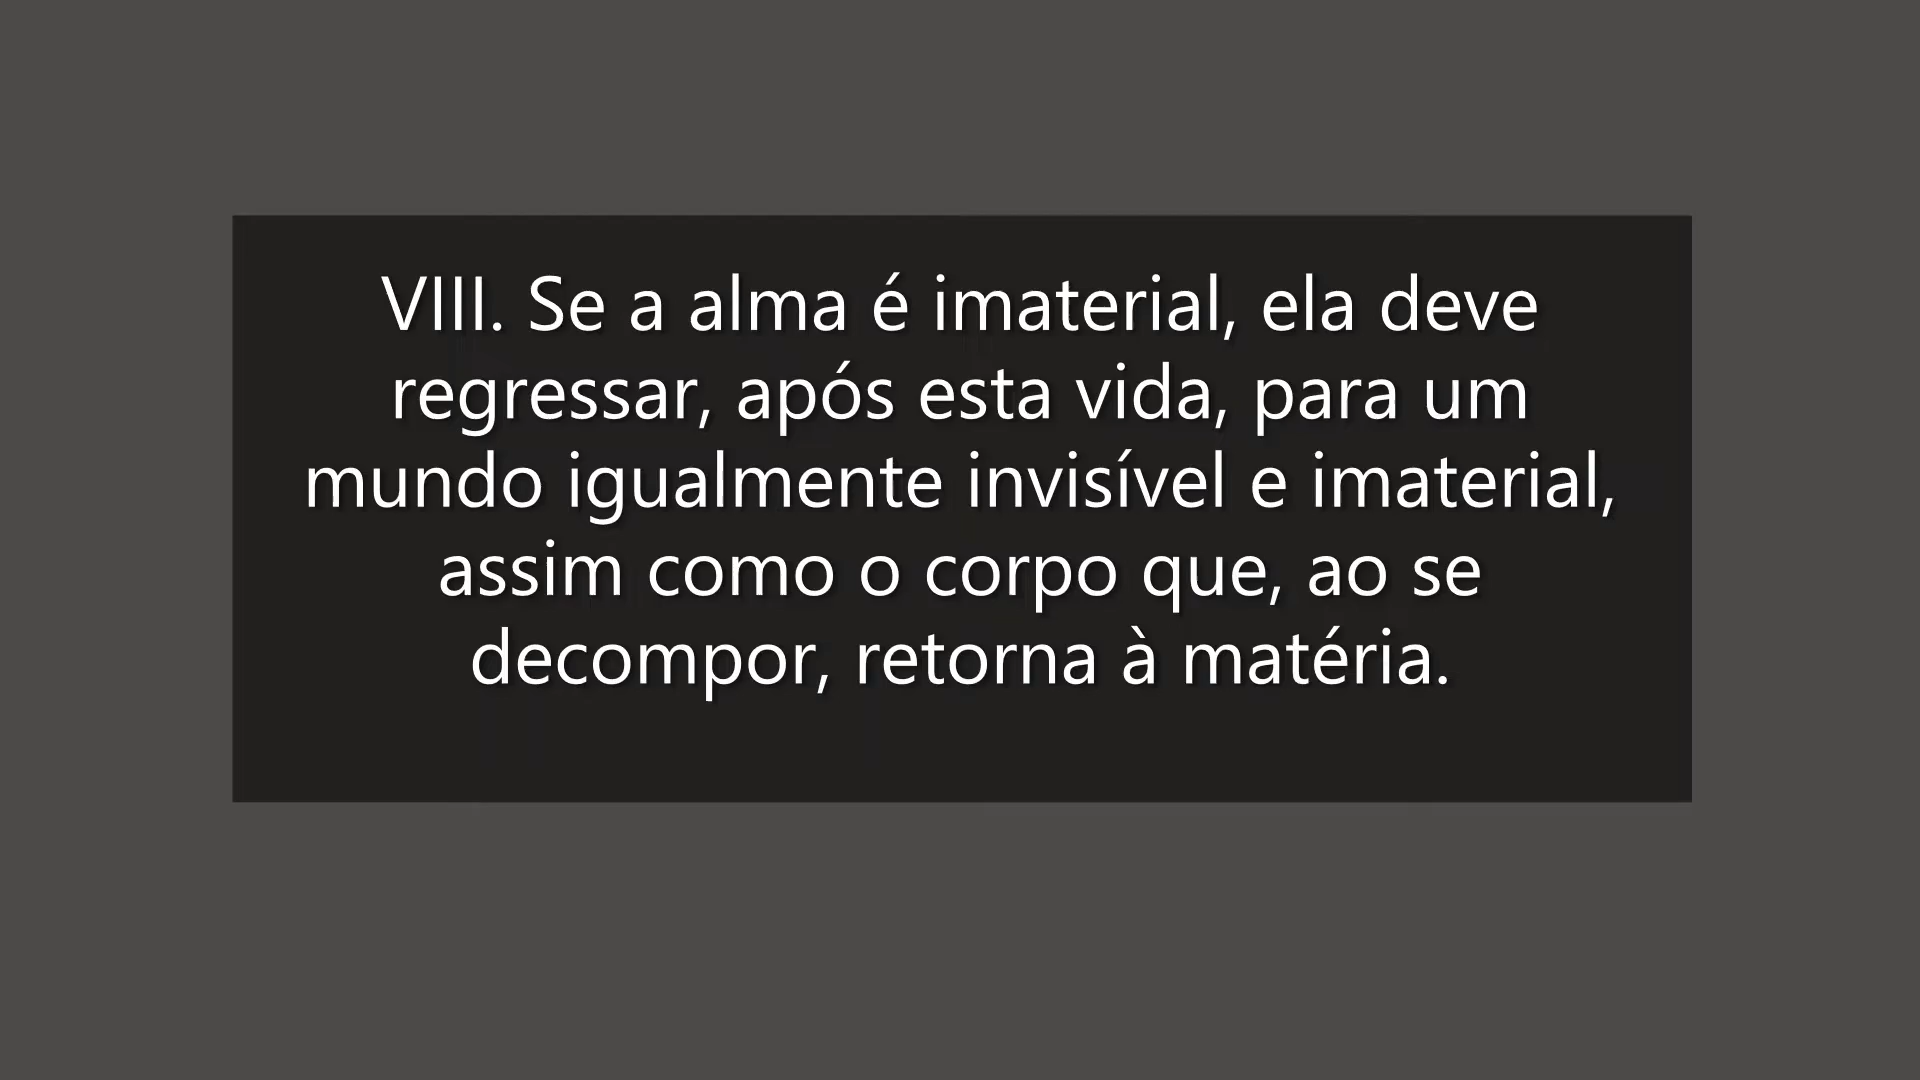 VIII. Se a alma é imaterial, ela deve
regressar, após esta vida, para um
mundo igualmente invisível e imaterial,
assim como o corpo que, ao se
decompor, retorna à matéria.